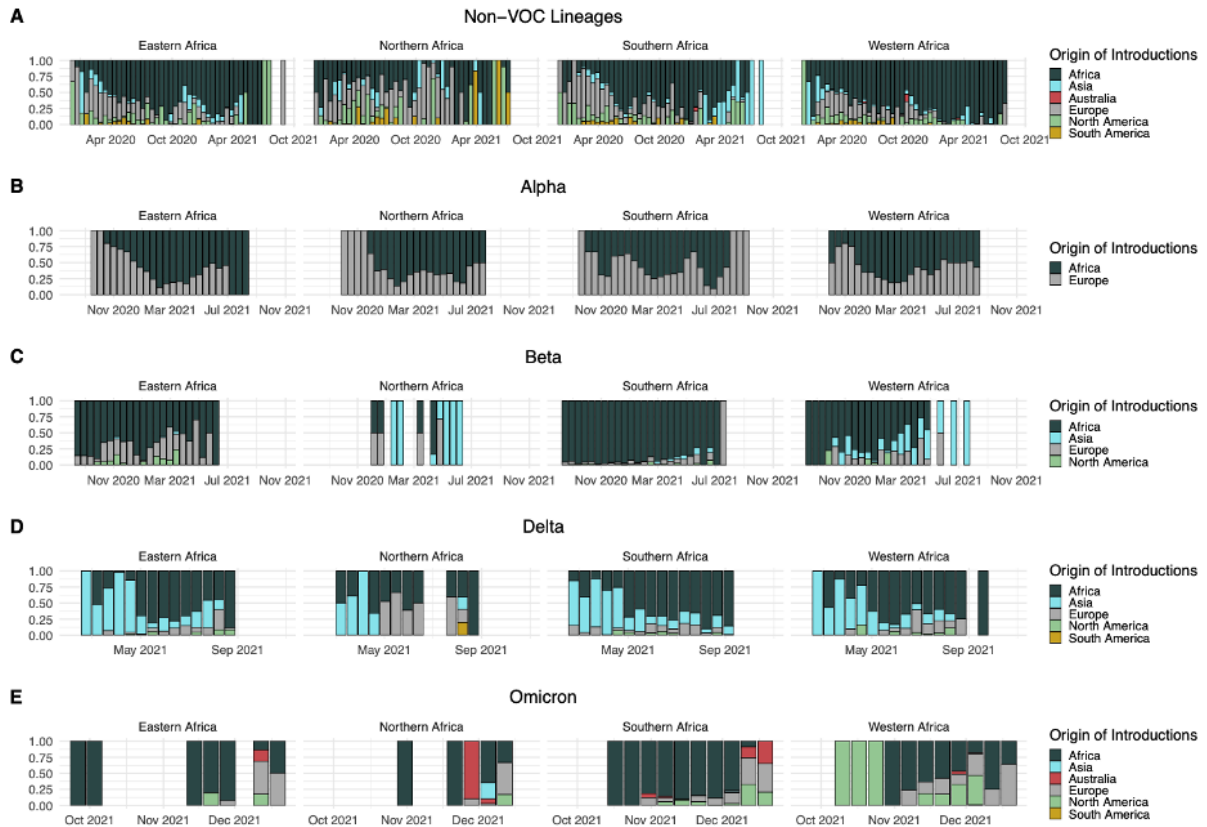 A
Non−VOC Lineages
Eastern Africa Northern Africa Southern Africa Western Africa
1.00
0.75
0.50
0.25
0.00
Apr 2020 Oct 2020 Apr 2021 Oct 2021 Apr 2020 Oct 2020 Apr 2021 Oct 2021 Apr 2020 Oct 2020 Apr 2021 Oct 2021 Apr 2020 Oct 2020 Apr 2021 Oct 2021
Origin of Introductions
Africa
Asia
Australia
Europe
North America
South America
B
Alpha
Eastern Africa Northern Africa Southern Africa Western Africa
1.00
0.75
0.50
0.25
0.00
Nov 2020 Mar 2021 Jul 2021 Nov 2021 Nov 2020 Mar 2021 Jul 2021 Nov 2021 Nov 2020 Mar 2021 Jul 2021 Nov 2021 Nov 2020 Mar 2021 Jul 2021 Nov 2021
Origin of Introductions
Africa
Europe
C
Beta
Eastern Africa Northern Africa Southern Africa Western Africa
1.00
0.75
0.50
0.25
0.00
Nov 2020 Mar 2021 Jul 2021 Nov 2021 Nov 2020 Mar 2021 Jul 2021 Nov 2021 Nov 2020 Mar 2021 Jul 2021 Nov 2021 Nov 2020 Mar 2021 Jul 2021 Nov 2021
Origin of Introductions
Africa
Asia
Europe
North America
D
Delta
Eastern Africa Northern Africa Southern Africa Western Africa
1.00
0.75
0.50
0.25
0.00
May 2021 Sep 2021 May 2021 Sep 2021 May 2021 Sep 2021 May 2021 Sep 2021
Origin of Introductions
Africa
Asia
Europe
North America
South America
E
Omicron
Eastern Africa Northern Africa Southern Africa Western Africa
1.00
0.75
0.50
0.25
0.00
Oct 2021 Nov 2021 Dec 2021 Oct 2021 Nov 2021 Dec 2021 Oct 2021 Nov 2021 Dec 2021 Oct 2021 Nov 2021 Dec 2021
Origin of Introductions
Africa
Asia
Australia
Europe
North America
South America